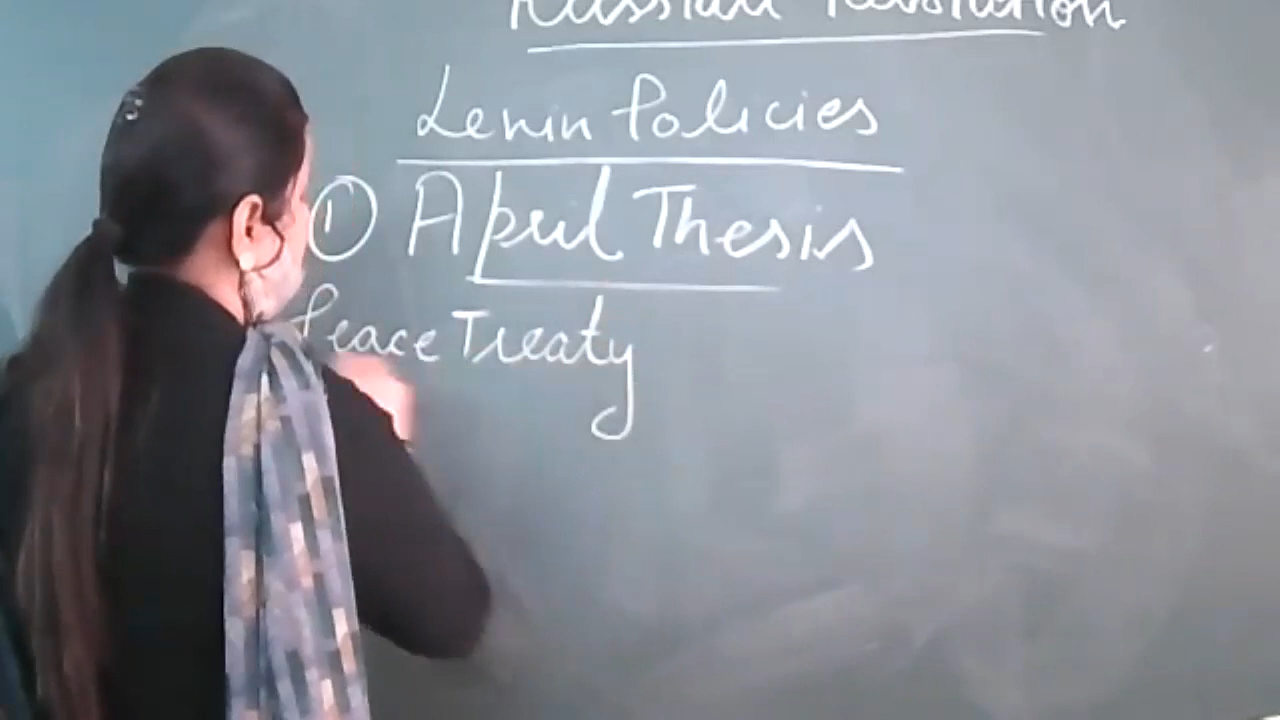 Russian Revolution
Lenin Policies
① April Thesis
Peace Treaty